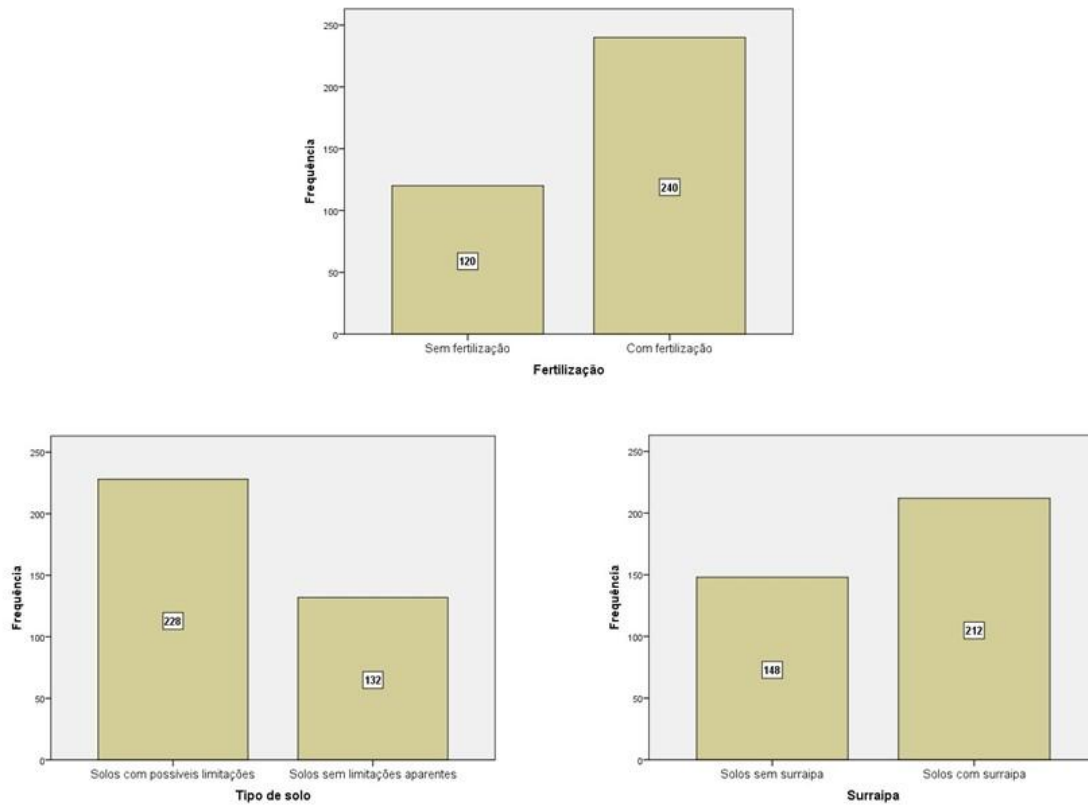 250
200
150
100
50
0
Frequência
120
240
Sem fertilização Com fertilização
Fertilização
250
200
150
100
50
0
Frequência
228
132
Solos com possíveis limitações Solos sem limitações aparentes
Tipo de solo
250
200
150
100
50
0
Frequência
148
212
Solos sem surraipa Solos com surraipa
Surraipa